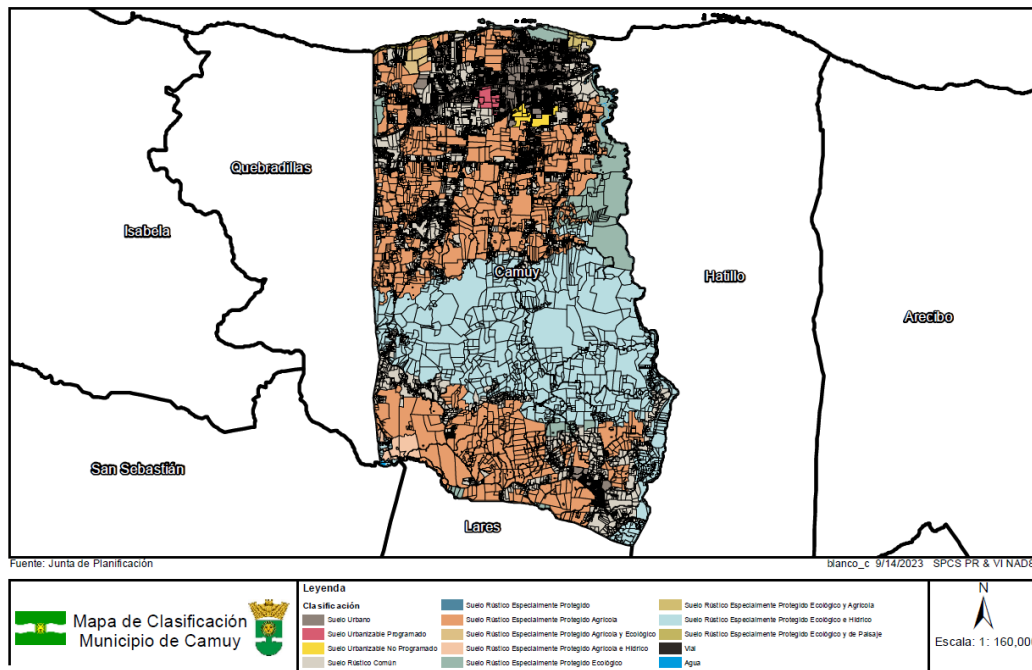 Quebradillas
Isabela
Camuy
Hatillo
Arecibo
San Sebastián
Lares
Fuente: Junta de Planificación
blanco_c 9/14/2023 SPCS PR & VI NAD8
Mapa de Clasificación
Municipio de Camuy
Leyenda
Clasificación
Suelo Urbano
Suelo Urbanizable Programado
Suelo Urbanizable No Programado
Suelo Rústico Común
Suelo Rústico Especialmente Protegido
Suelo Rústico Especialmente Protegido Agrícola
Suelo Rústico Especialmente Protegido Agrícola y Ecológico
Suelo Rústico Especialmente Protegido Agrícola e Hídrico
Suelo Rústico Especialmente Protegido Ecológico
Suelo Rústico Especialmente Protegido Ecológico y Agrícola
Suelo Rústico Especialmente Protegido Ecológico e Hídrico
Suelo Rústico Especialmente Protegido Ecológico y de Paisaje
Vial
Agua
N
Escala: 1: 160,00